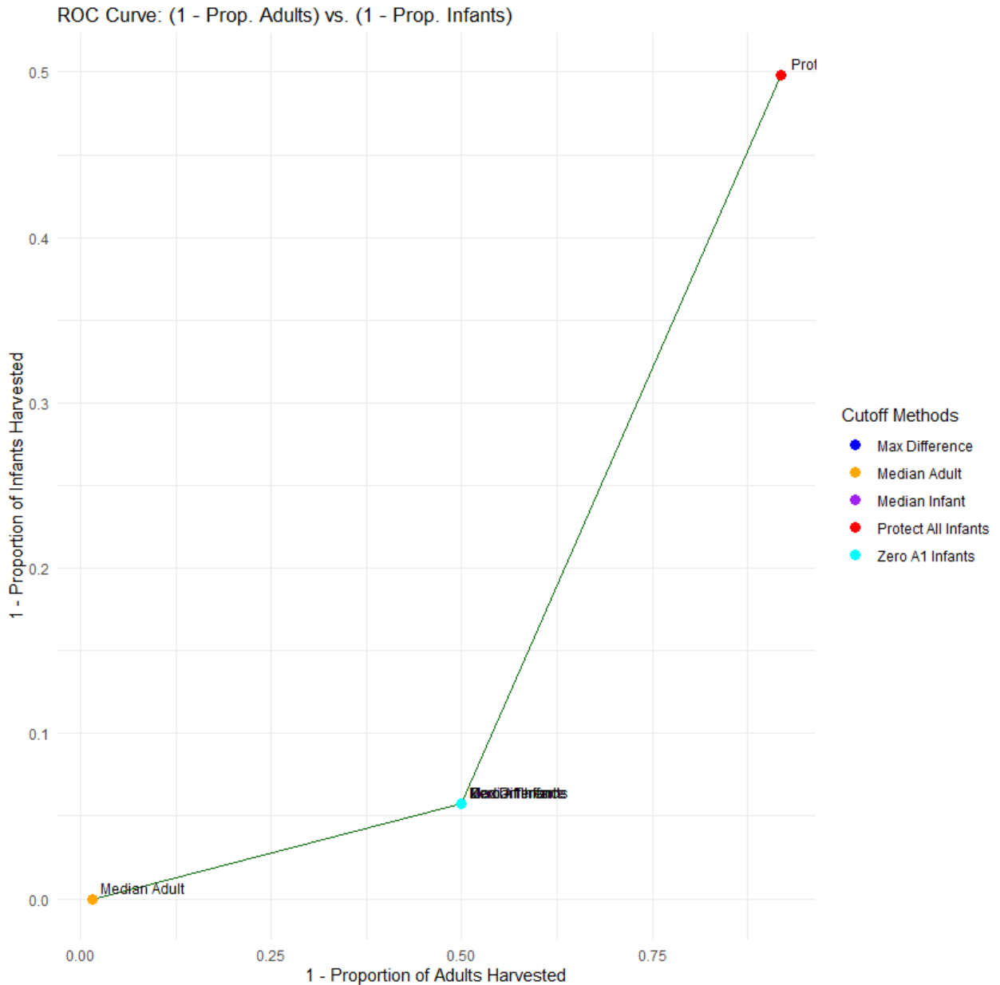 ROC Curve: (1 - Prop. Adults) vs. (1 - Prop. Infants)
0.5
0.4
0.3
0.2
0.1
0.0
1 - Proportion of Infants Harvested
Prot
Median Adult
0.00
0.25
0.50
0.75
1 - Proportion of Adults Harvested
Cutoff Methods
Max Difference
Median Adult
Median Infant
Protect All Infants
Zero A1 Infants